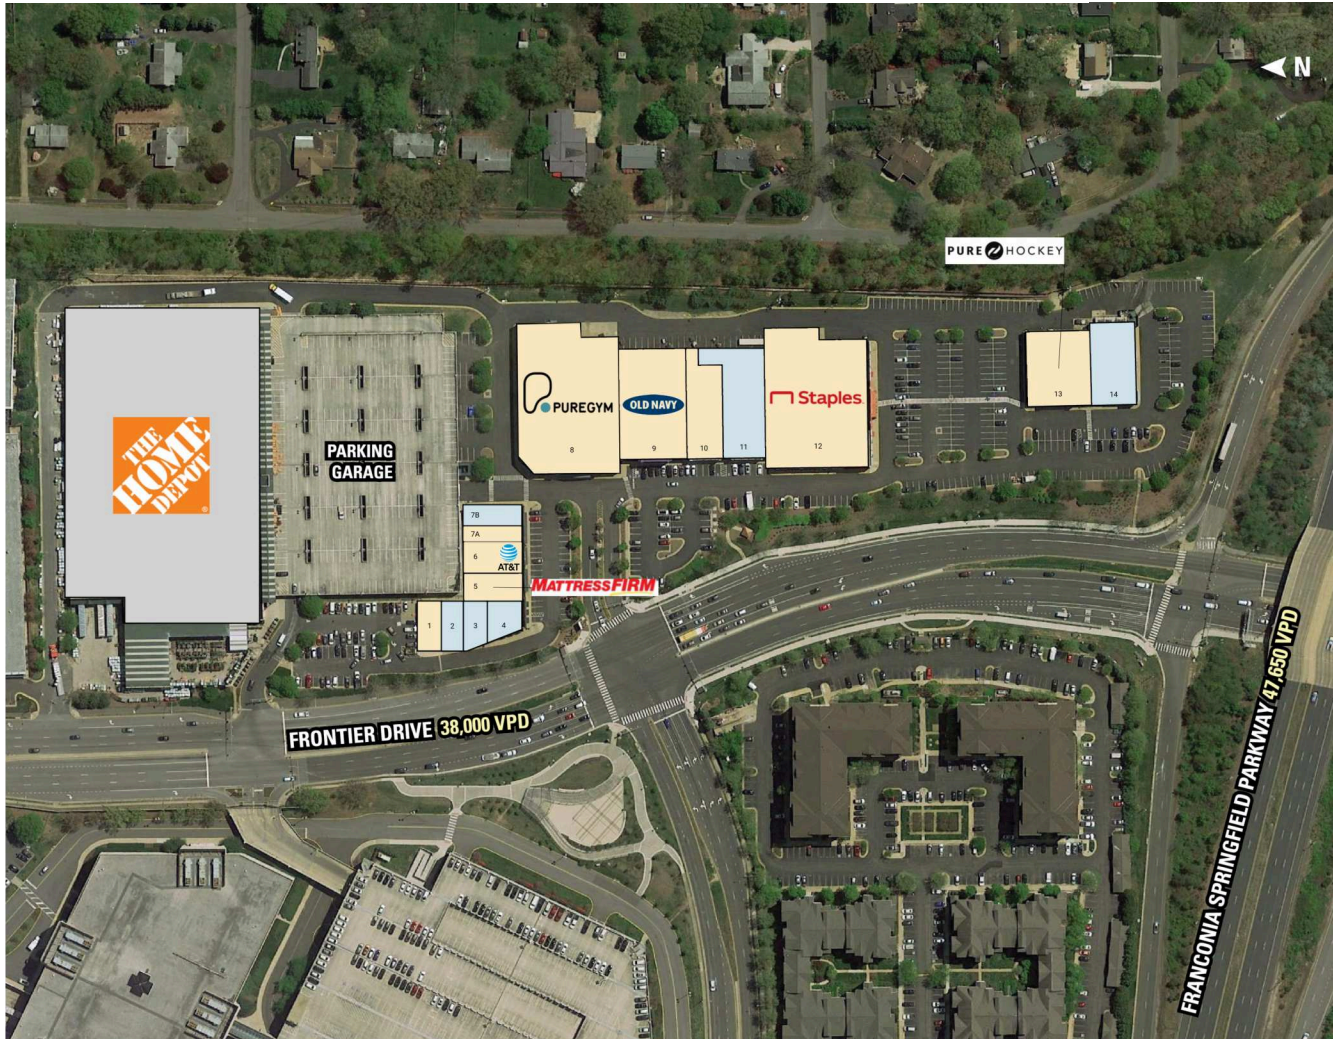 N
PURE HOCKEY
THE
HOME
DEPOT
PARKING
GARAGE
PUREGYM
OLD NAVY
Staples
8
9
10
11
12
13
14
7B
7A
6
AT&T
5
MATTRESSFIRM
1
2
3
4
FRONTIER DRIVE 38,000 VPD
FRANCONIA SPRINGFIELD PARKWAY 47,650 VPD